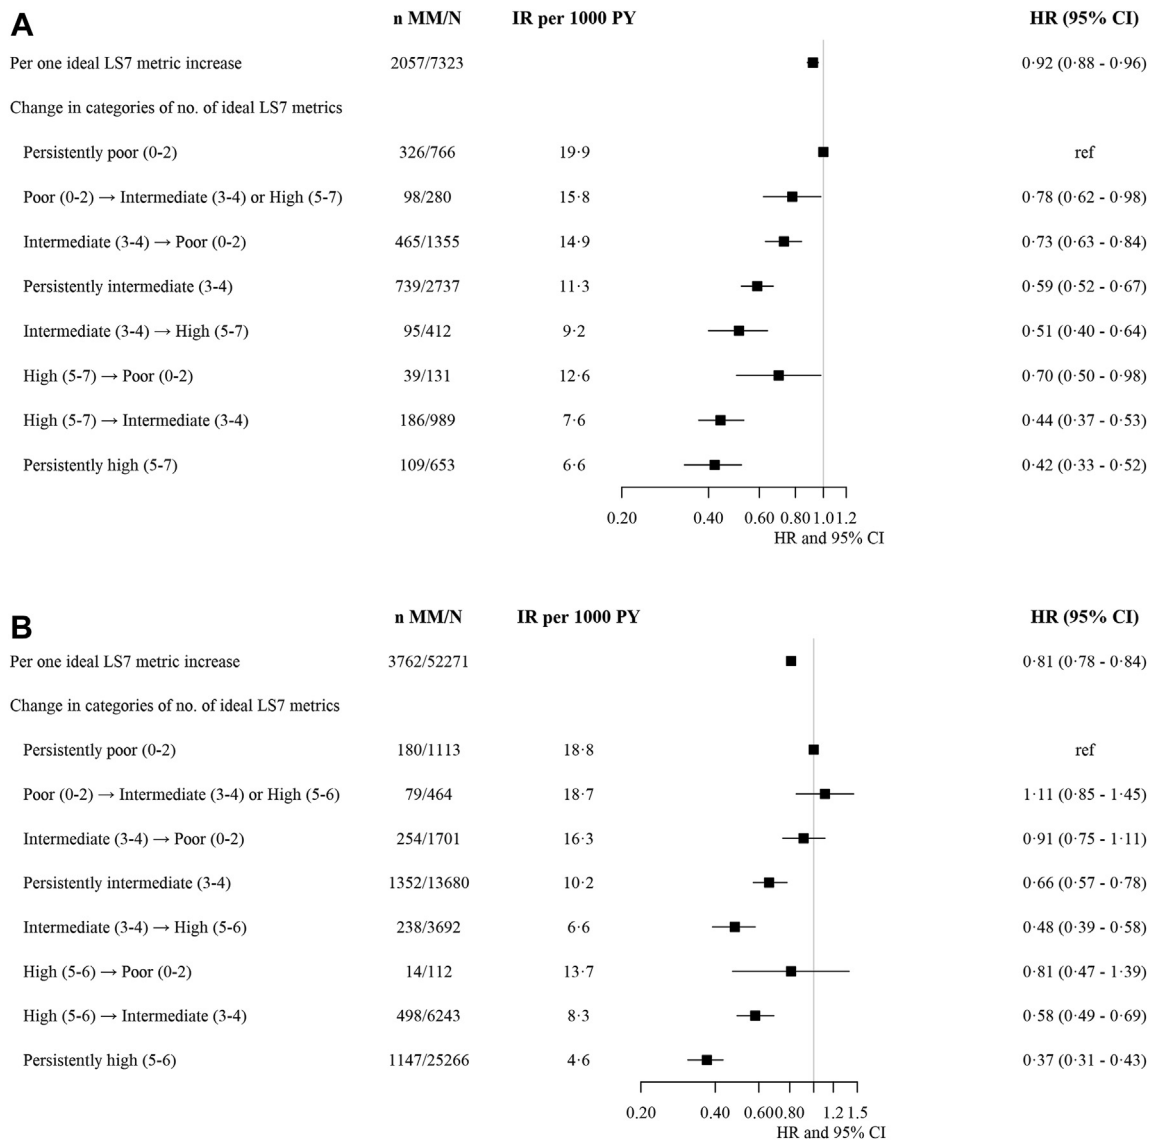 A
n MM/N IR per 1000 PY HR (95% CI)
Per one ideal LS7 metric increase 2057/7323 0·92 (0·88 - 0·96)
Change in categories of no. of ideal LS7 metrics
Persistently poor (0-2) 326/766 19·9 ref
Poor (0-2) → Intermediate (3-4) or High (5-7) 98/280 15·8 0·78 (0·62 - 0·98)
Intermediate (3-4) → Poor (0-2) 465/1355 14·9 0·73 (0·63 - 0·84)
Persistently intermediate (3-4) 739/2737 11·3 0·59 (0·52 - 0·67)
Intermediate (3-4) → High (5-7) 95/412 9·2 0·51 (0·40 - 0·64)
High (5-7) → Poor (0-2) 39/131 12·6 0·70 (0·50 - 0·98)
High (5-7) → Intermediate (3-4) 186/989 7·6 0·44 (0·37 - 0·53)
Persistently high (5-7) 109/653 6·6 0·42 (0·33 - 0·52)
0.20 0.40 0.60 0.80 1.0 1.2
HR and 95% CI
B
n MM/N IR per 1000 PY HR (95% CI)
Per one ideal LS7 metric increase 3762/52271 0·81 (0·78 - 0·84)
Change in categories of no. of ideal LS7 metrics
Persistently poor (0-2) 180/1113 18·8 ref
Poor (0-2) → Intermediate (3-4) or High (5-6) 79/464 18·7 1·11 (0·85 - 1·45)
Intermediate (3-4) → Poor (0-2) 254/1701 16·3 0·91 (0·75 - 1·11)
Persistently intermediate (3-4) 1352/13680 10·2 0·66 (0·57 - 0·78)
Intermediate (3-4) → High (5-6) 238/3692 6·6 0·48 (0·39 - 0·58)
High (5-6) → Poor (0-2) 14/112 13·7 0·81 (0·47 - 1·39)
High (5-6) → Intermediate (3-4) 498/6243 8·3 0·58 (0·49 - 0·69)
Persistently high (5-6) 1147/25266 4·6 0·37 (0·31 - 0·43)
0.20 0.40 0.60 0.80 1.2 1.5
HR and 95% CI